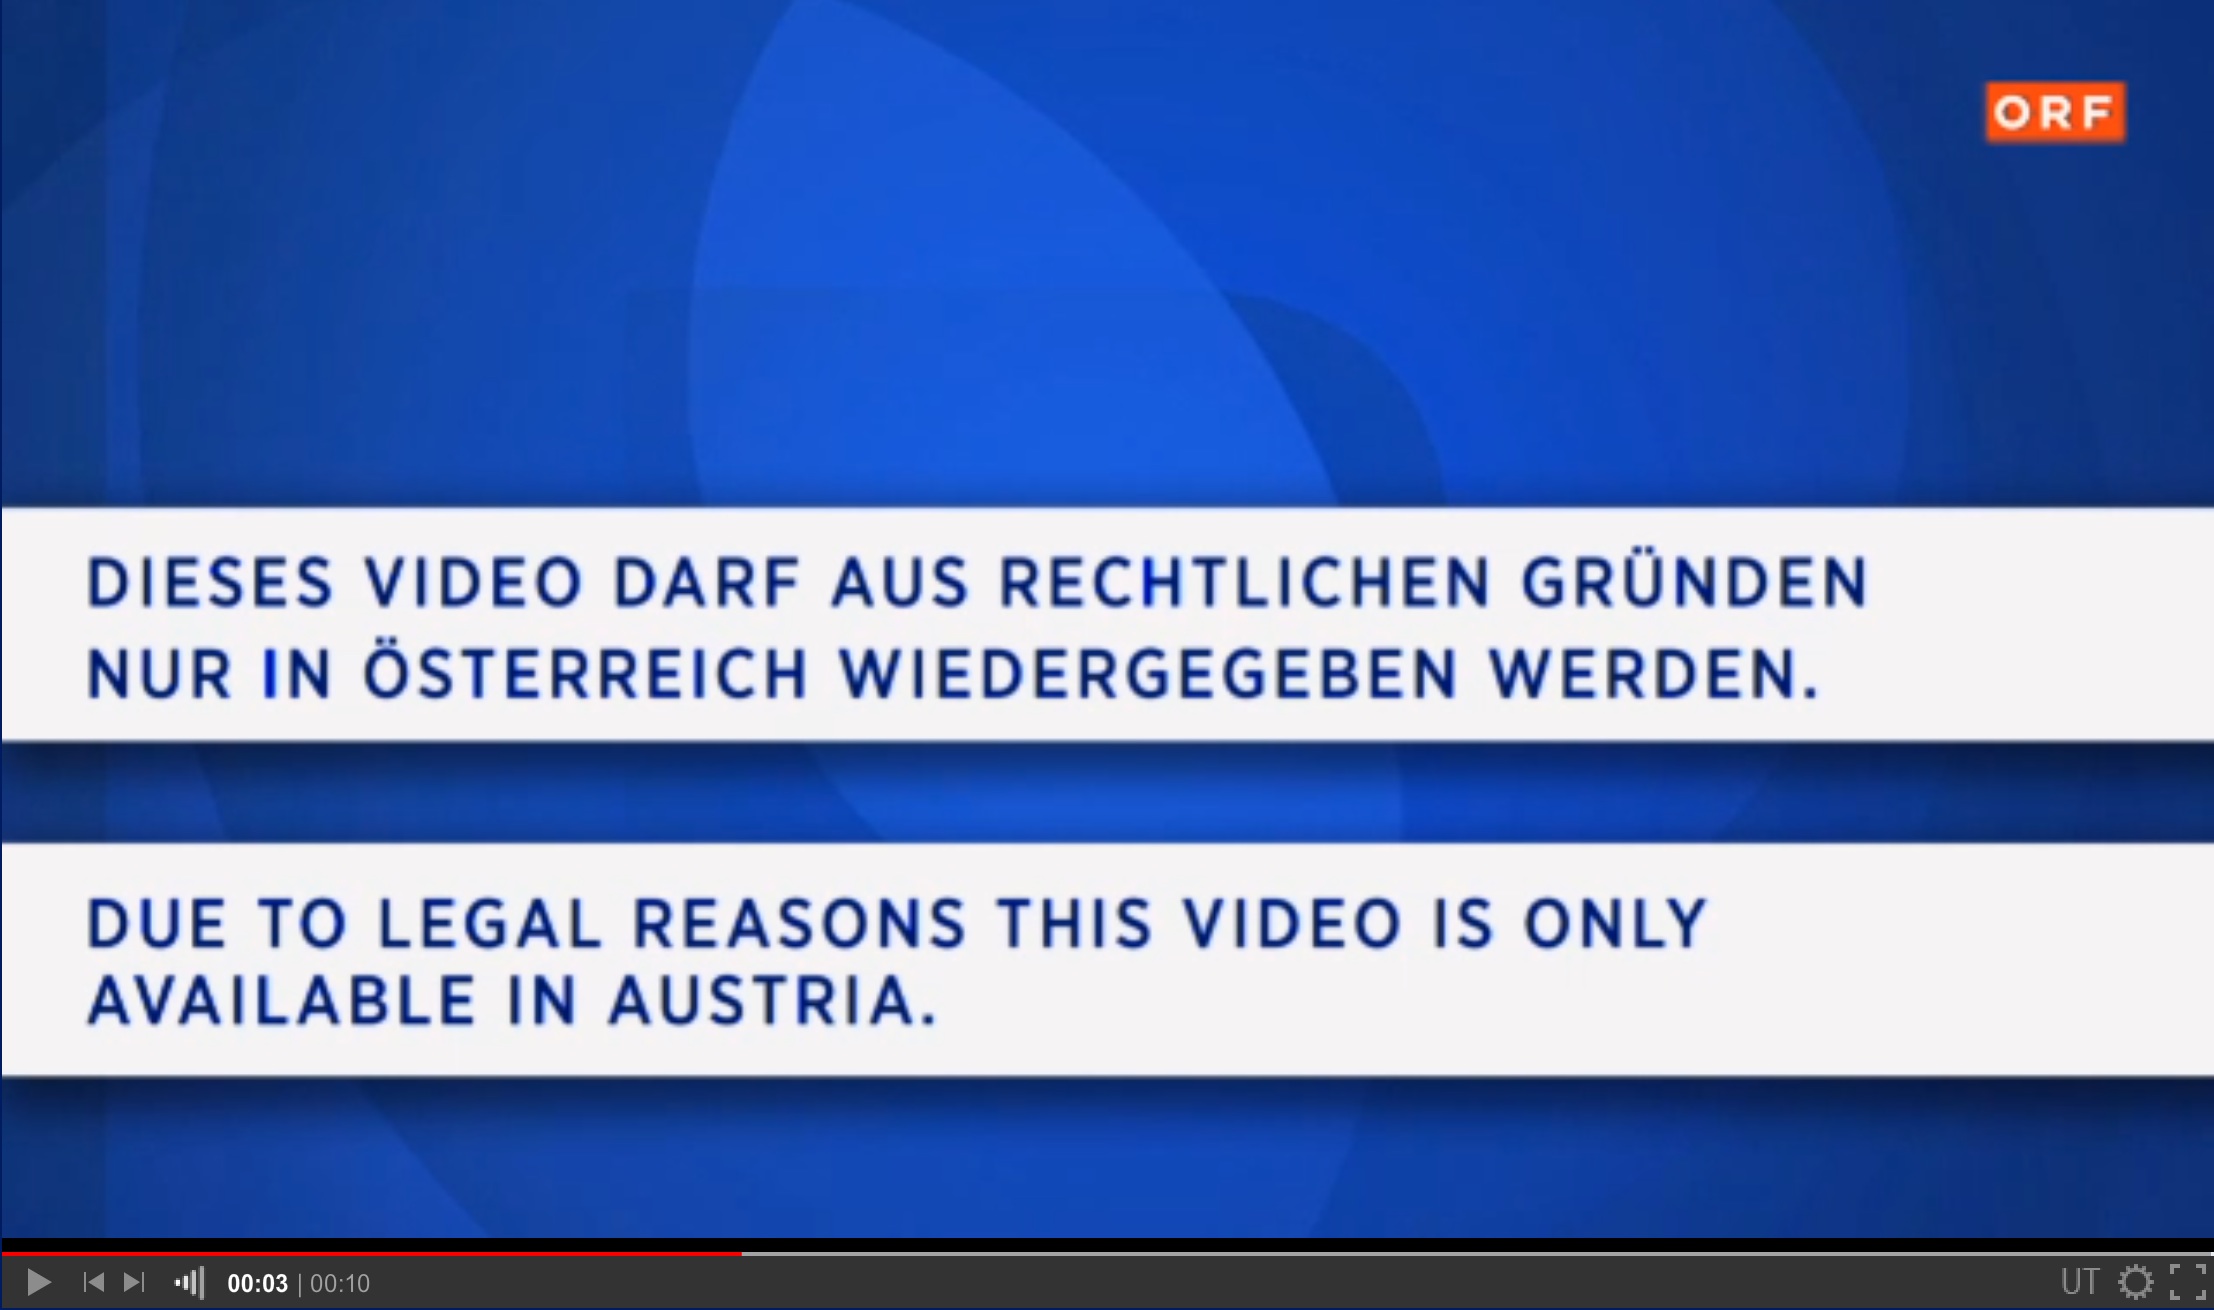 ORF
DIESES VIDEO DARF AUS RECHTLICHEN GRÜNDEN
NUR IN ÖSTERREICH WIEDERGEGEBEN WERDEN.
DUE TO LEGAL REASONS THIS VIDEO IS ONLY
AVAILABLE IN AUSTRIA.
00:03 | 00:10 UT